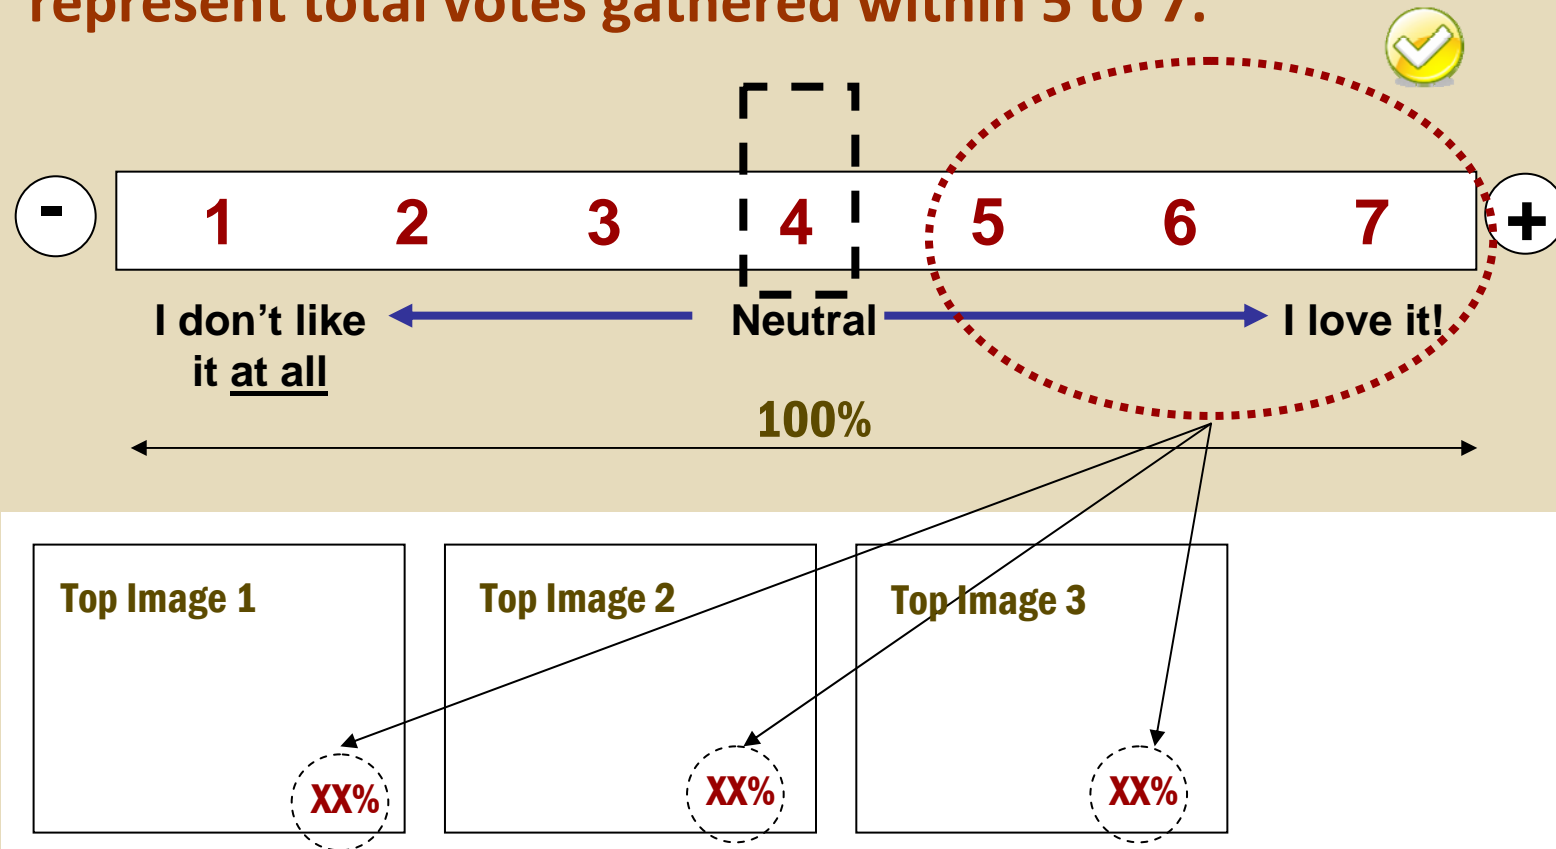 represent total votes gathered within 5 to 7.
- 1 2 3 4 5 6 7 +
I don’t like Neutral I love it!
it at all
100%
Top Image 1 Top Image 2 Top Image 3
XX% XX% XX%